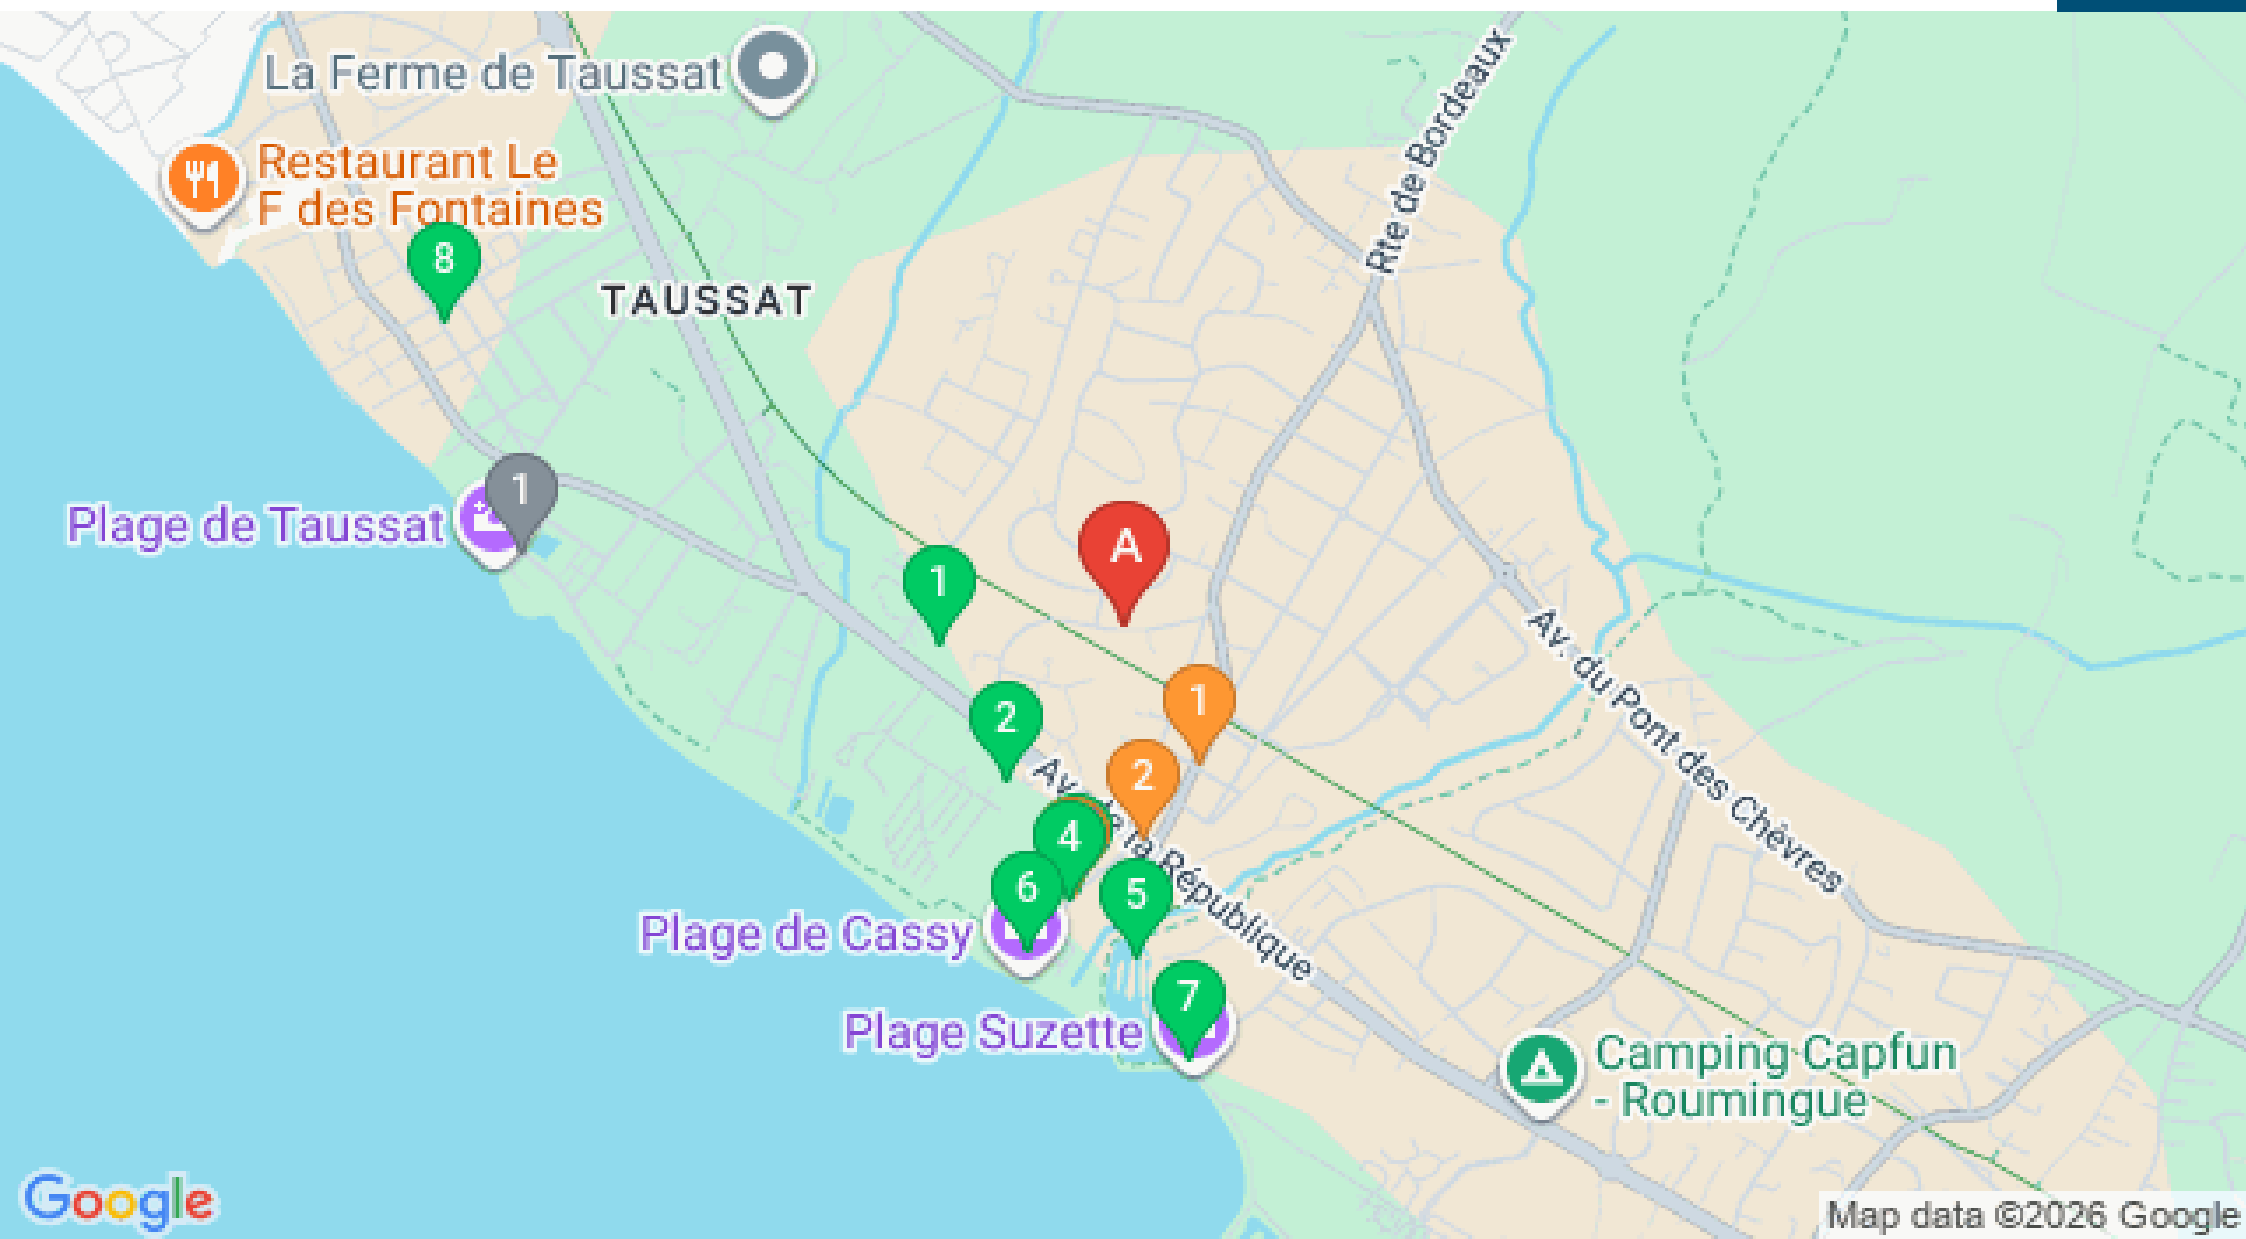 La Ferme de Taussat
Rte de Bordeaux
Restaurant Le
F des Fontaines
8
TAUSSAT
1
Plage de Taussat
A
1
Av. du Pont des Chèvres
1
2
2
Av. de la République
4
6
5
Plage de Cassy
7
Plage Suzette
Camping Capfun
- Roumingue
Google
Map data ©2026 Google